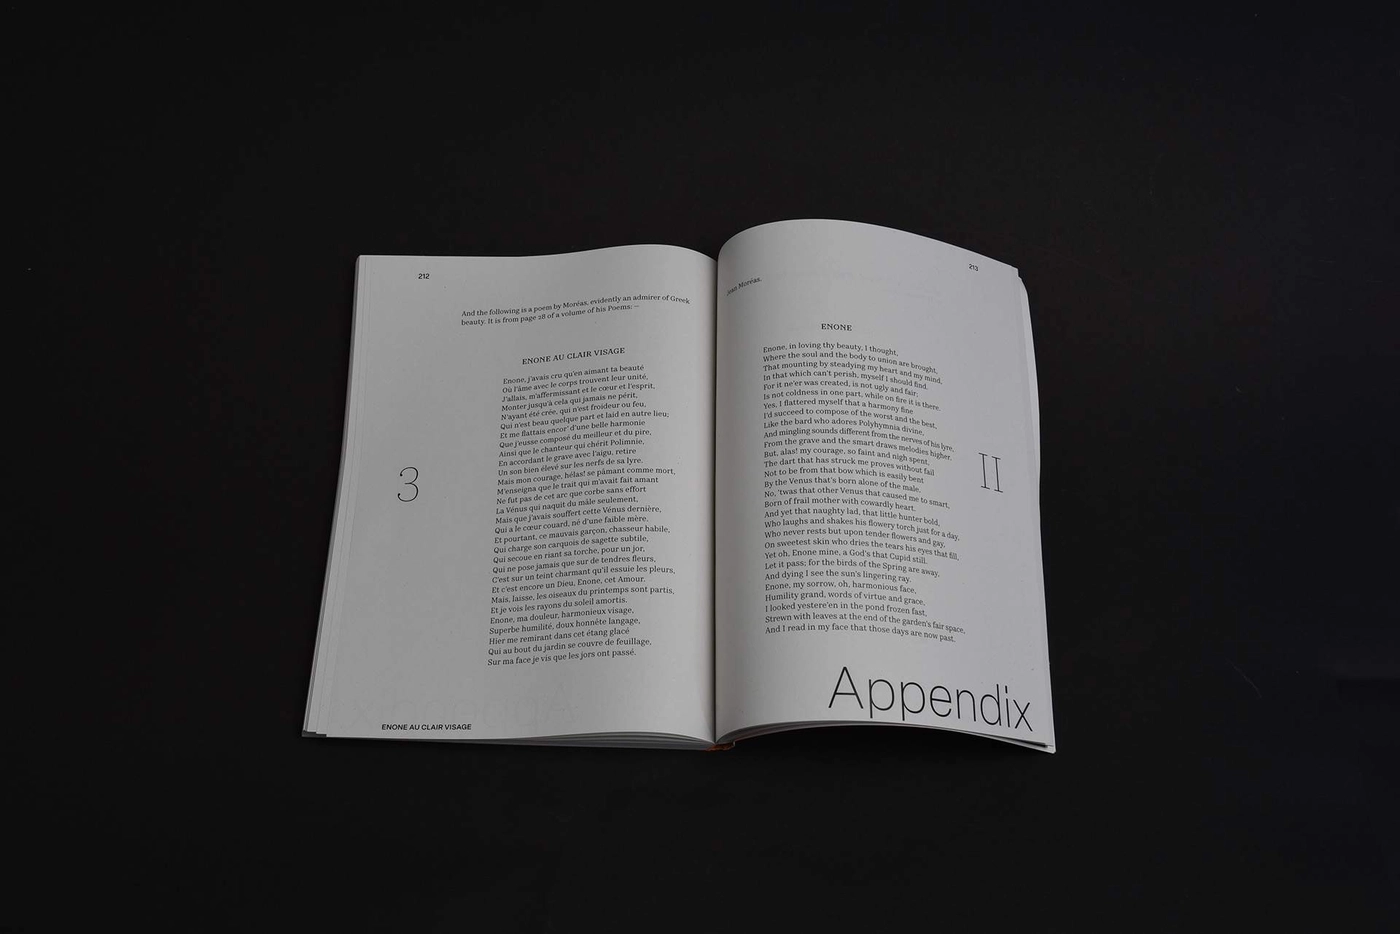 212
And the following is a poem by Moréas, evidently an admirer of Greek
beauty. It is from page 28 of a volume of his Poems:—
ENONE AU CLAIR VISAGE
Enone, j'avais cru qu'en aimant ta beauté
Où l'âme avec le corps trouvent leur unité,
J'allais, m'affermissant et le cœur et l'esprit,
Monter jusqu'à cela qui jamais ne périt,
N'ayant été crée, qui n'est froideur ou feu,
Qui n'est beau quelque part et laid en autre lieu;
Et me flattais encor' d'une belle harmonie
Que j'eusse composé du meilleur et du pire,
Ainsi que le chanteur qui chérit Polimnie,
En accordant le grave avec l'aigu, retire
Un son bien élevé sur les nerfs de sa lyre.
Mais mon courage, hélas! se pâmant comme mort,
M'enseigna que le trait qui m'avait fait amant
Ne fut pas de cet arc que corbe sans effort
La Vénus qui naquit du mâle seulement,
Mais que j'avais souffert cette Vénus dernière,
Qui a le cœur couard, né d'une faible mère.
Et pourtant, ce mauvais garçon, chasseur habile,
Qui charge son carquois de sagette subtile,
Qui secoue en riant sa torche, pour un jor,
Qui ne pose jamais que sur de tendres fleurs,
C'est sur un teint charmant qu'il essuie les pleurs,
Et c'est encore un Dieu, Enone, cet Amour.
Mais, laisse, les oiseaux du printemps sont partis,
Et je vois les rayons du soleil amortis.
Enone, ma douleur, harmonieux visage,
Superbe humilité, doux honnête langage,
Hier me remirant dans cet étang glacé
Qui au bout du jardin se couvre de feuillage,
Sur ma face je vis que les jors ont passé.
3
ENONE AU CLAIR VISAGE
213
Jean Moréas.
ENONE
Enone, in loving thy beauty, I thought,
Where the soul and the body to union are brought,
That mounting by steadying my heart and my mind,
In that which can't perish, myself I should find.
For it ne'er was created, is not ugly and fair;
Is not coldness in one part, while on fire it is there.
Yes, I flattered myself that a harmony fine
I'd succeed to compose of the worst and the best,
Like the bard who adores Polyhymnia divine,
And mingling sounds different from the nerves of his lyre,
From the grave and the smart draws melodies higher.
But, alas! my courage, so faint and nigh spent,
The dart that has struck me proves without fail
Not to be from that bow which is easily bent
By the Venus that's born alone of the male.
No, 'twas that other Venus that caused me to smart,
Born of frail mother with cowardly heart.
And yet that naughty lad, that little hunter bold,
Who laughs and shakes his flowery torch just for a day,
Who never rests but upon tender flowers and gay,
On sweetest skin who dries the tears his eyes that fill,
Yet oh, Enone mine, a God's that Cupid still.
Let it pass; for the birds of the Spring are away,
And dying I see the sun's lingering ray.
Enone, my sorrow, oh, harmonious face,
Humility grand, words of virtue and grace,
I looked yestere'en in the pond frozen fast,
Strewn with leaves at the end of the garden's fair space,
And I read in my face that those days are now past.
II
Appendix